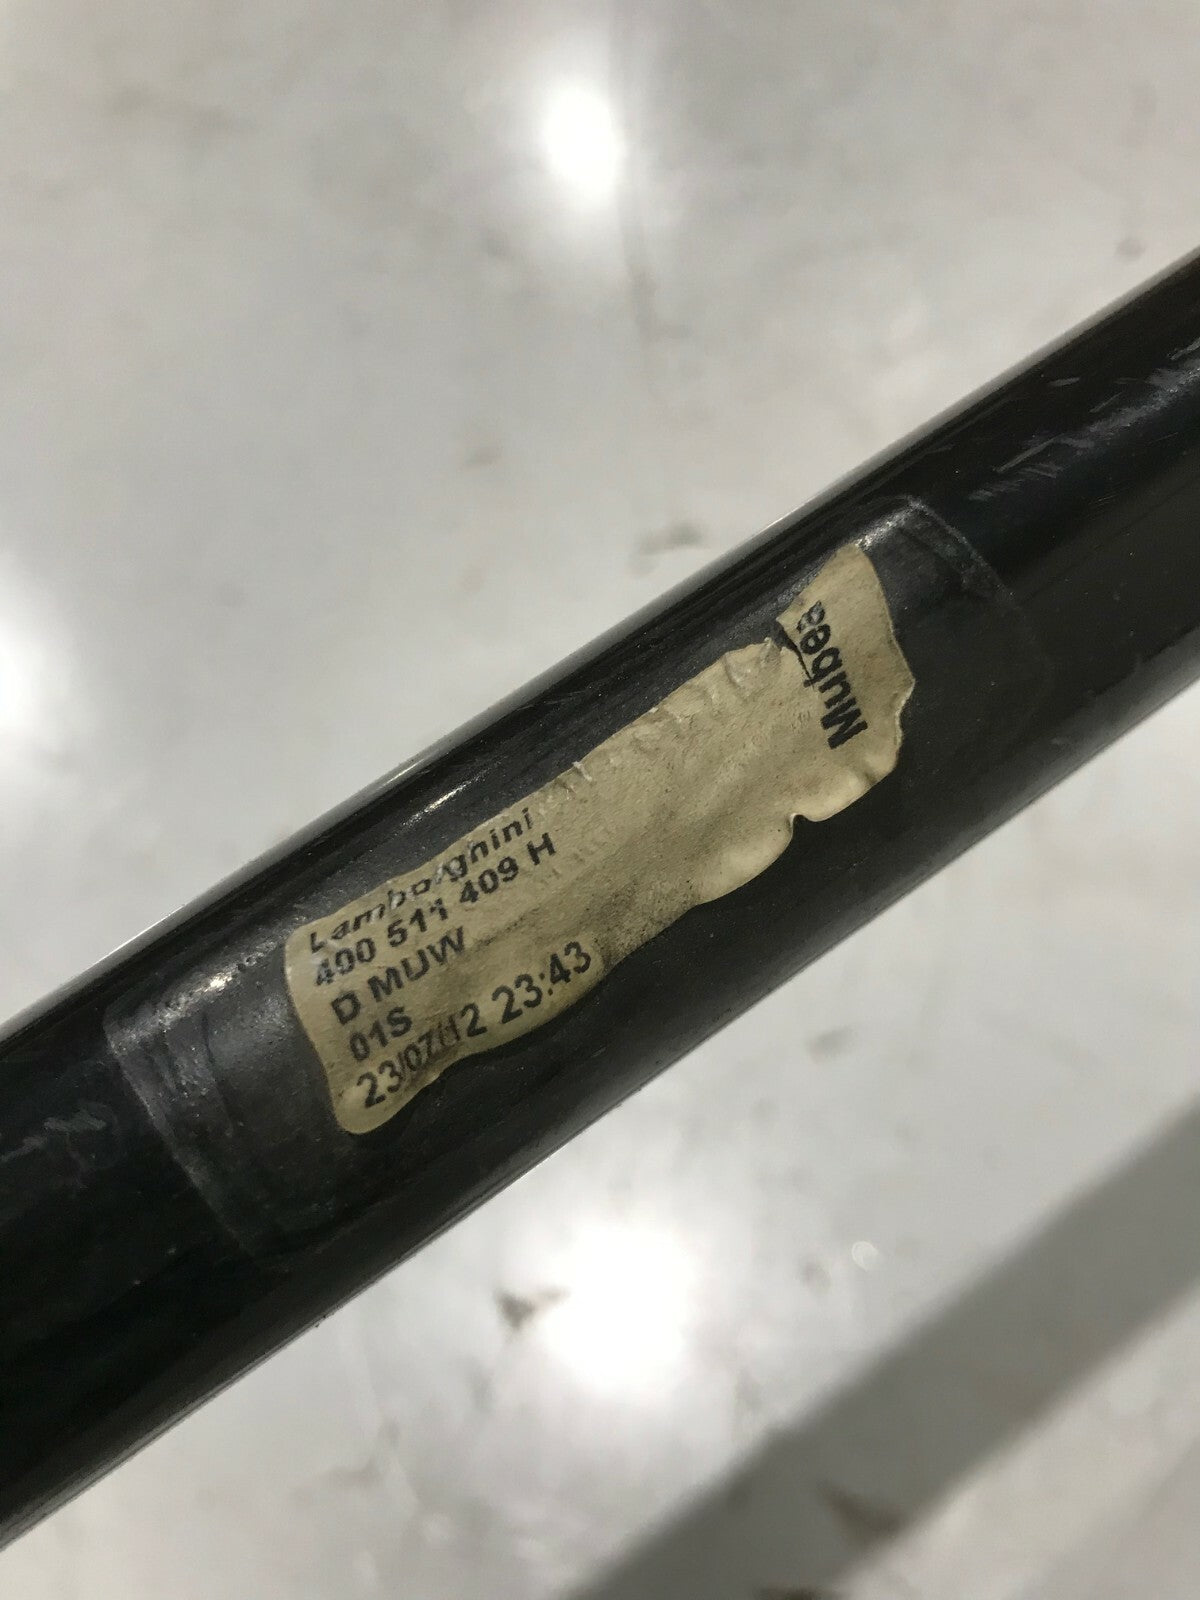 Lamborghini
400 511 409 H
D MUW
01S
23/07/12 23:43
Mubea